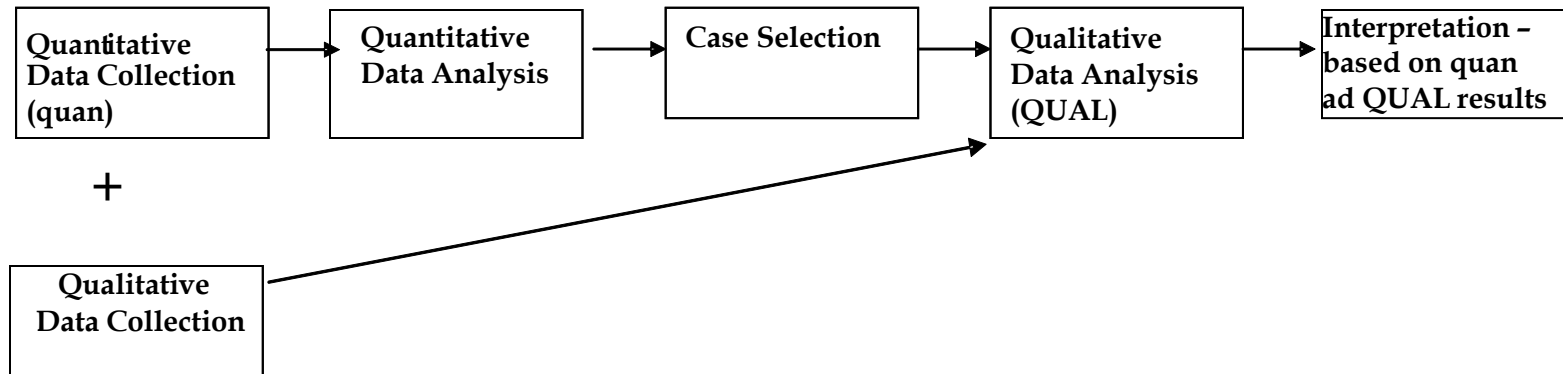 Quantitative
Data Collection
(quan)
Quantitative
Data Analysis
Case Selection
Qualitative
Data Analysis
(QUAL)
Interpretation –
based on quan
ad QUAL results
+
Qualitative
Data Collection